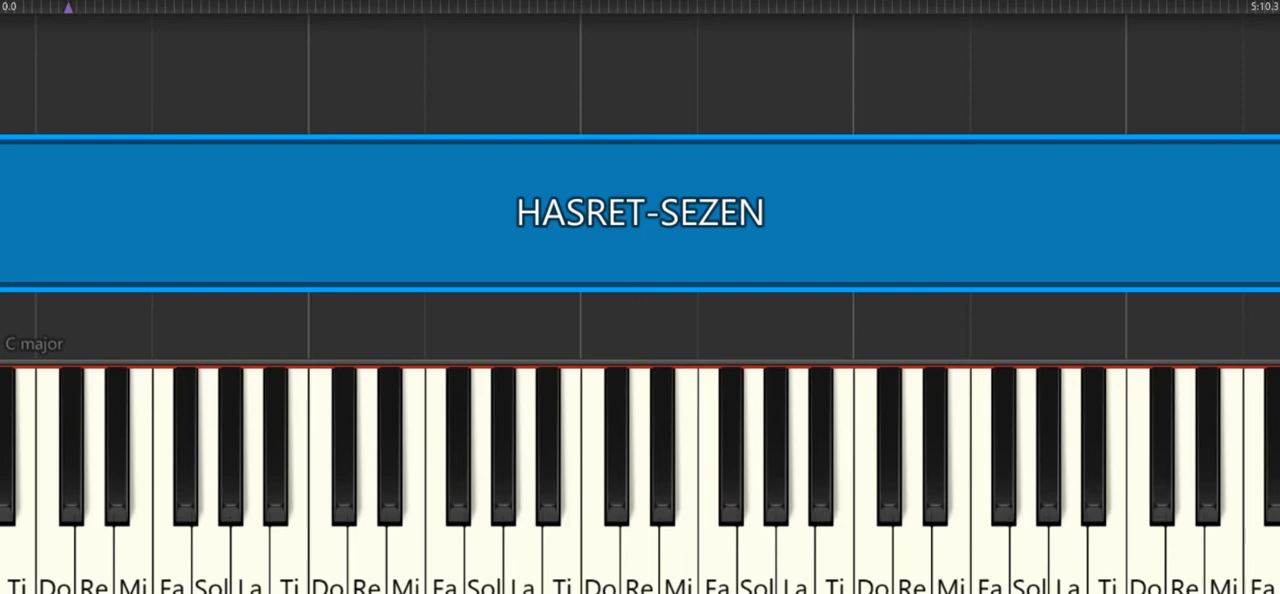 0.0 5:10.3
HASRET-SEZEN
C major
Ti Do Re Mi Fa Sol La Ti Do Re Mi Fa Sol La Ti Do Re Mi Fa Sol La Ti Do Re Mi Fa Sol La Ti Do Re Mi Fa